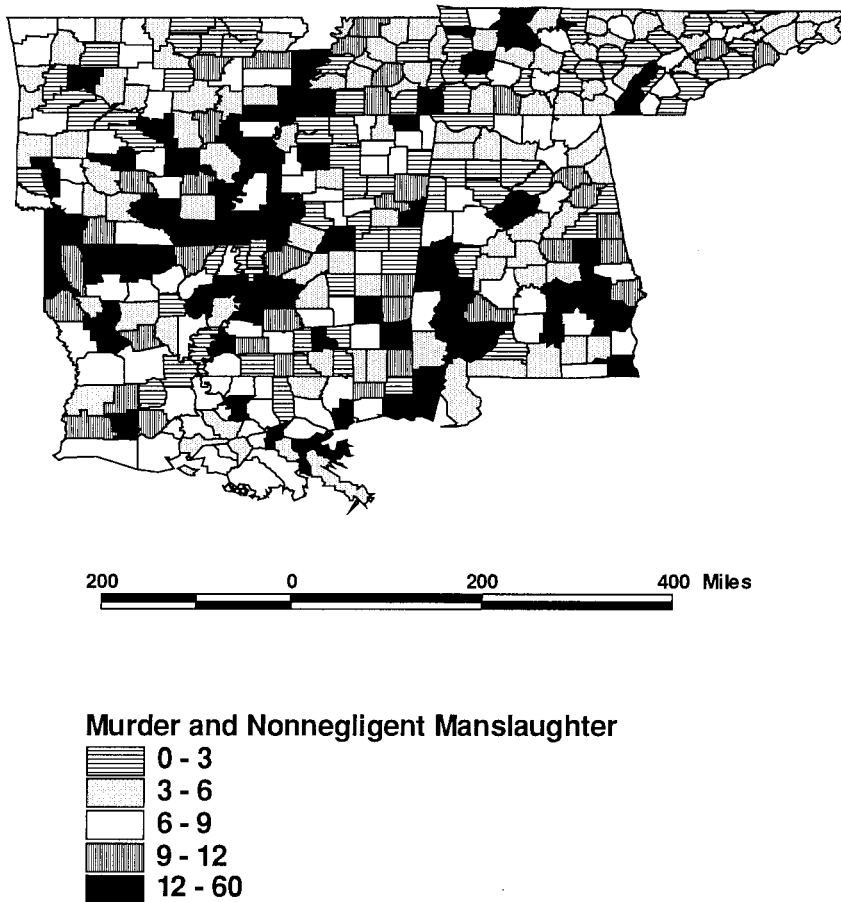 200 0 200 400 Miles
Murder and Nonnegligent Manslaughter
0 - 3
3 - 6
6 - 9
9 - 12
12 - 60